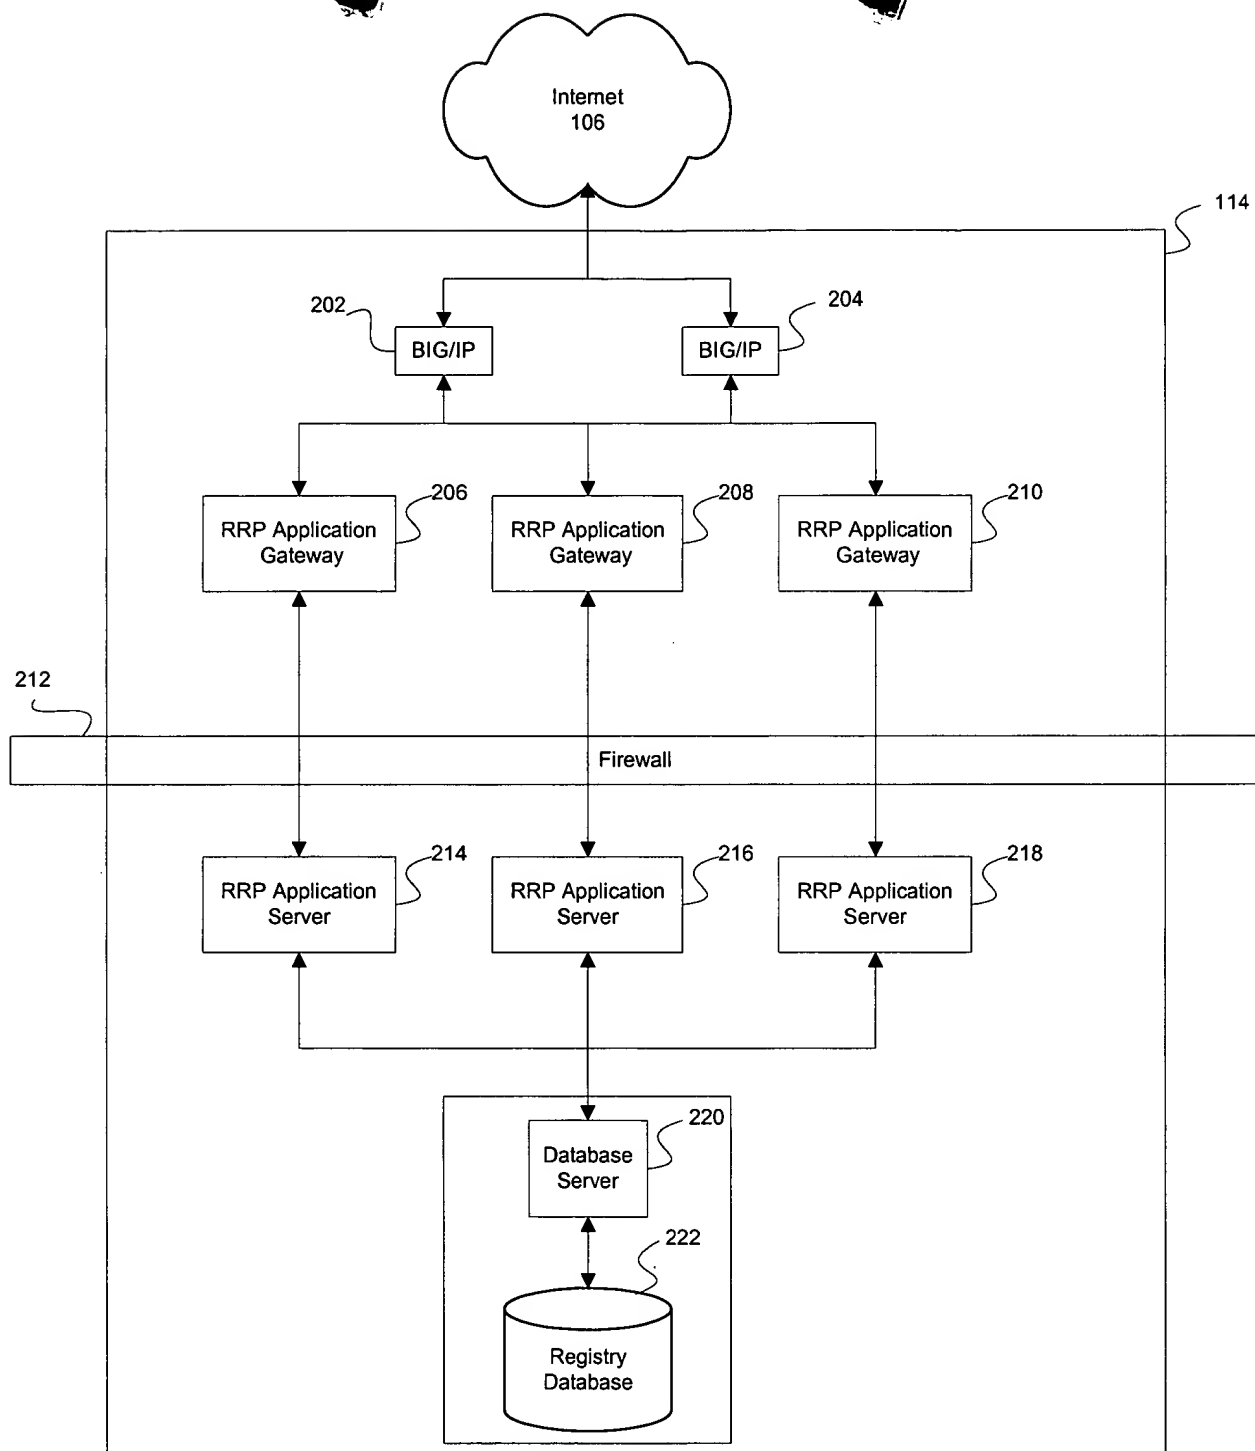 Internet
106
114
202
204
BIG/IP
BIG/IP
206
208
210
RRP Application
Gateway
RRP Application
Gateway
RRP Application
Gateway
212
Firewall
214
216
218
RRP Application
Server
RRP Application
Server
RRP Application
Server
220
Database
Server
222
Registry
Database